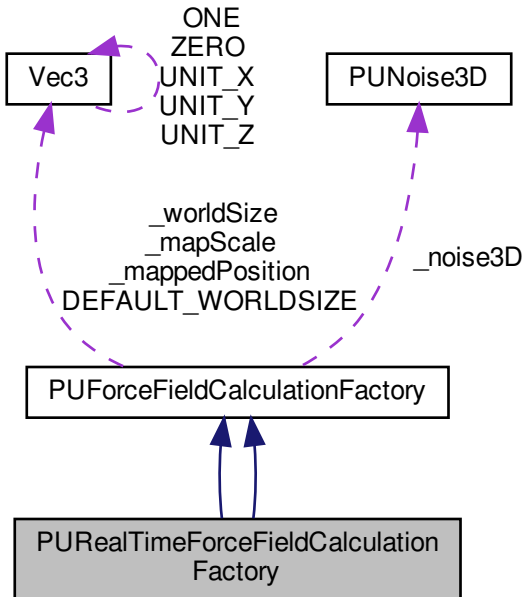 ONE
ZERO
UNIT_X
UNIT_Y
UNIT_Z
Vec3
PUNoise3D
_worldSize
_mapScale
_mappedPosition
DEFAULT_WORLDSIZE
_noise3D
PUForceFieldCalculationFactory
PURealTimeForceFieldCalculation
Factory